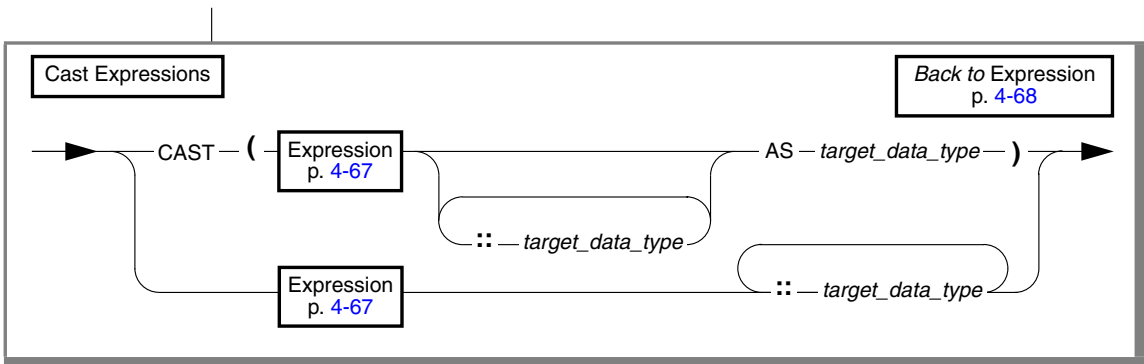 Cast Expressions
Back to Expression
p. 4-68
CAST ( Expression
p. 4-67
AS target_data_type )
:: target_data_type
Expression
p. 4-67
:: target_data_type